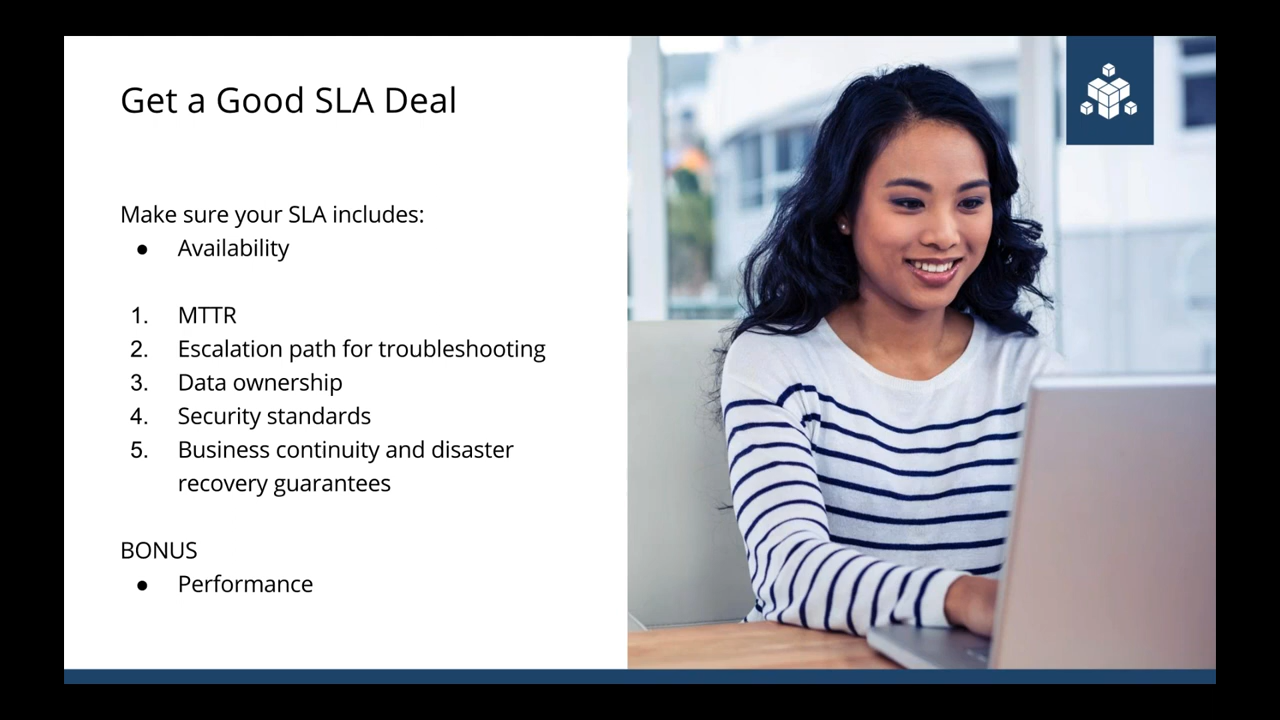 Get a Good SLA Deal
Make sure your SLA includes:
● Availability
1. MTTR
2. Escalation path for troubleshooting
3. Data ownership
4. Security standards
5. Business continuity and disaster
recovery guarantees
BONUS
● Performance